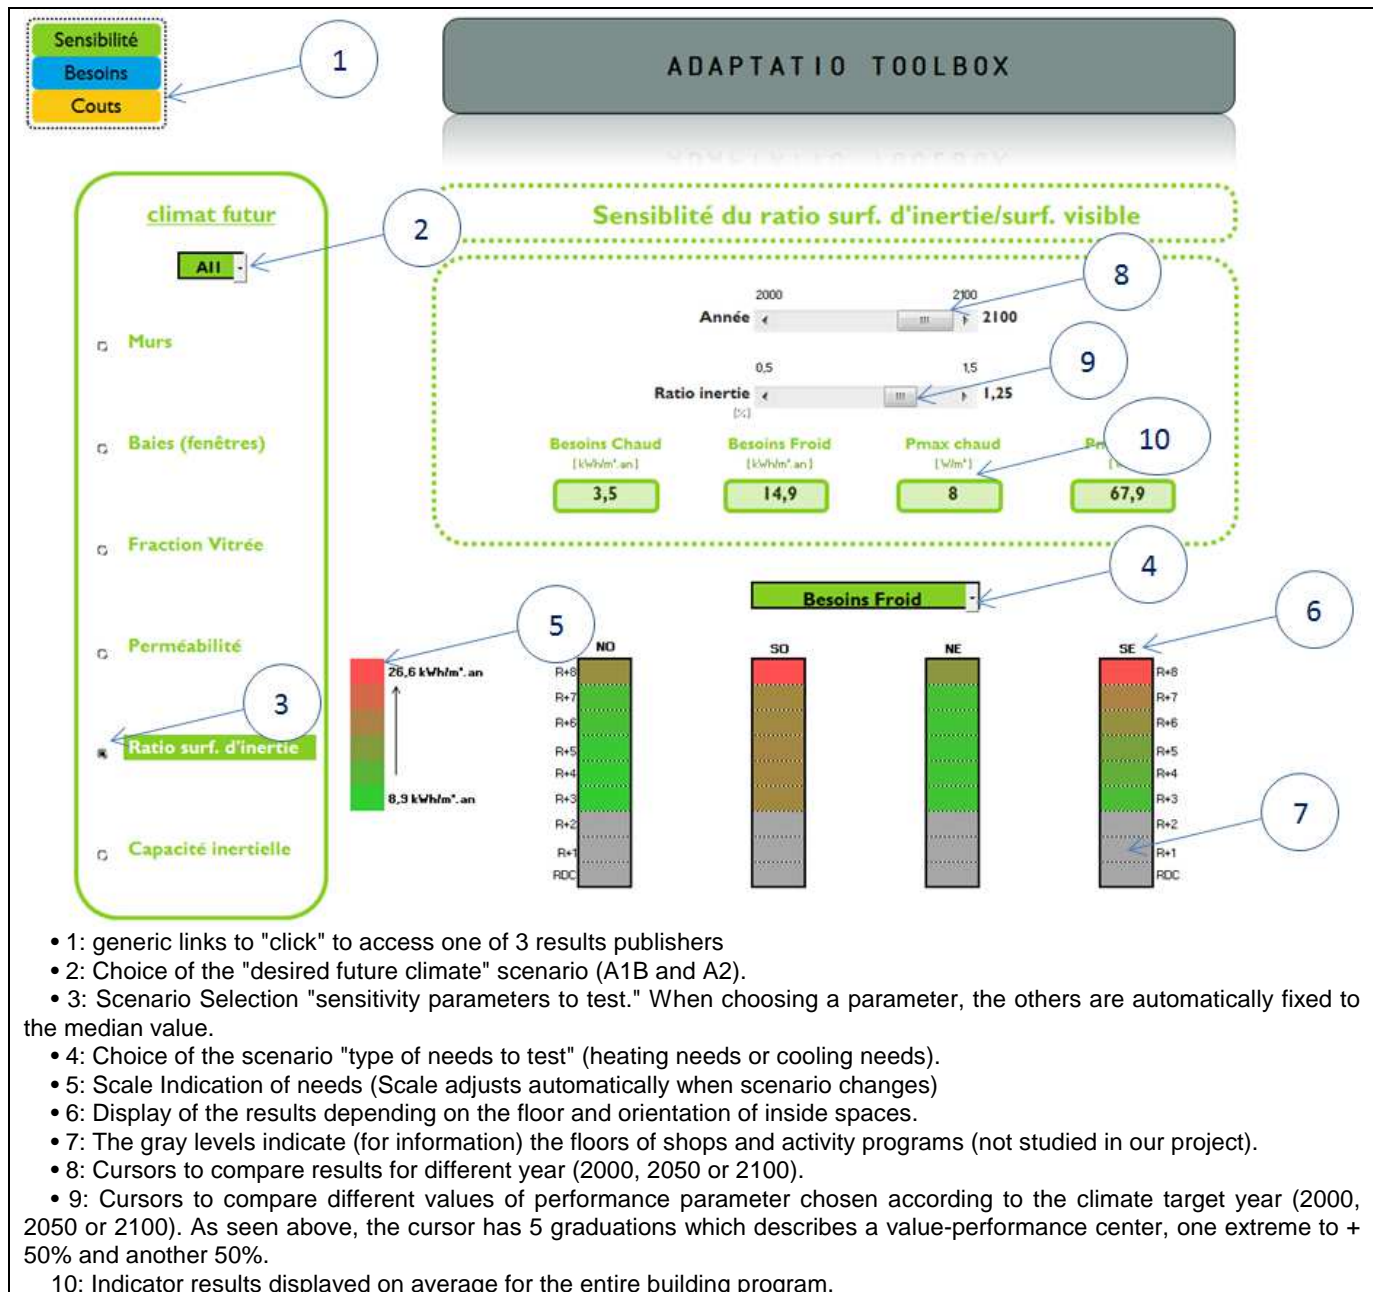 Sensibilité
Besoins
Couts
1
ADAPTATIO TOOLBOX
climat futur
2
Sensiblité du ratio surf. d'inertie/surf. visible
All
8
2000
2100
Année
2100
Murs
9
0,5
1,5
Ratio inertie
1,25
[%]
10
Baies (fenêtres)
Besoins Chaud
Besoins Froid
Pmax chaud
[kWh/m².an]
[kWh/m².an]
[W/m²]
3,5
14,9
8
67,9
Fraction Vitrée
4
Besoins Froid
6
5
Perméabilité
NO
SO
NE
SE
26,6 kWh/m².an
R+8
R+8
3
R+7
R+7
R+6
R+6
Ratio surf. d'inertie
R+5
R+5
R+4
R+4
8,9 kWh/m².an
R+3
R+3
7
R+2
R+2
Capacité inertielle
R+1
R+1
RDC
RDC
• 1: generic links to "click" to access one of 3 results publishers
• 2: Choice of the "desired future climate" scenario (A1B and A2).
• 3: Scenario Selection "sensitivity parameters to test." When choosing a parameter, the others are automatically fixed to
the median value.
• 4: Choice of the scenario "type of needs to test" (heating needs or cooling needs).
• 5: Scale Indication of needs (Scale adjusts automatically when scenario changes)
• 6: Display of the results depending on the floor and orientation of inside spaces.
• 7: The gray levels indicate (for information) the floors of shops and activity programs (not studied in our project).
• 8: Cursors to compare results for different year (2000, 2050 or 2100).
• 9: Cursors to compare different values of performance parameter chosen according to the climate target year (2000,
2050 or 2100). As seen above, the cursor has 5 graduations which describes a value-performance center, one extreme to +
50% and another 50%.
10: Indicator results displayed on average for the entire building program.